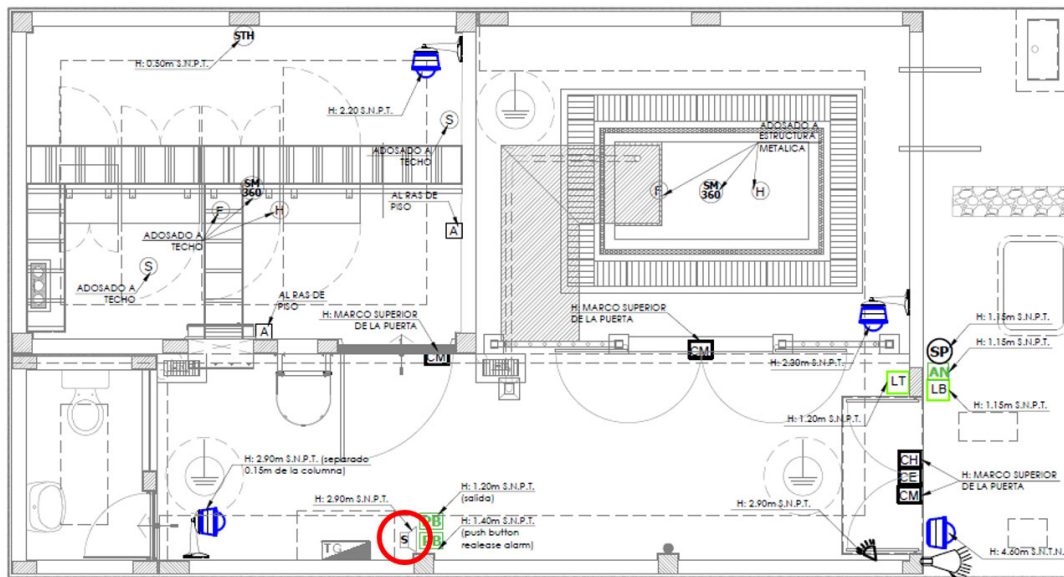 STH
H: 0.50m S.N.P.T.
H: 2.20 S.N.P.T.
S
ADOSADO A
TECHO
ADOSADO A
ESTRUCTURA
METALICA
F
SM
360
H
SM
360
F
H
AL RAS DE
PISO
A
ADOSADO A
TECHO
S
ADOSADO A
TECHO
AL RAS DE
PISO
A
H: MARCO SUPERIOR
DE LA PUERTA
CM
H: MARCO SUPERIOR
DE LA PUERTA
CM
H: 2.30m S.N.P.T.
H: 1.15m S.N.P.T.
SP
H: 1.15m S.N.P.T.
AN
LT
LB
H: 1.15m S.N.P.T.
H: 1.20m S.N.P.T.
H: 2.90m S.N.P.T. (separado
0.15m de la columna)
H: 2.90m S.N.P.T.
H: 1.20m S.N.P.T.
(salida)
PB
H: 1.40m S.N.P.T.
(push button
realease alarm)
PB
S
TG
CH
CE
CM
H: MARCO SUPERIOR
DE LA PUERTA
H: 2.90m S.N.P.T.
H: 4.60m S.N.T.N.